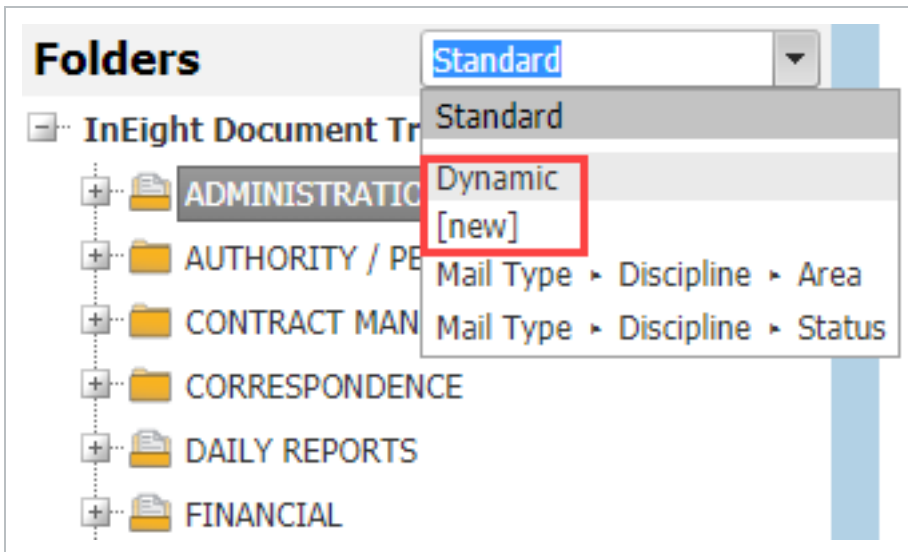 Folders
Standard
Standard
InEight Document Tr
Dynamic
ADMINISTRATIC
[new]
AUTHORITY / PE
Mail Type ▸ Discipline ▸ Area
CONTRACT MAN
Mail Type ▸ Discipline ▸ Status
CORRESPONDENCE
DAILY REPORTS
FINANCIAL